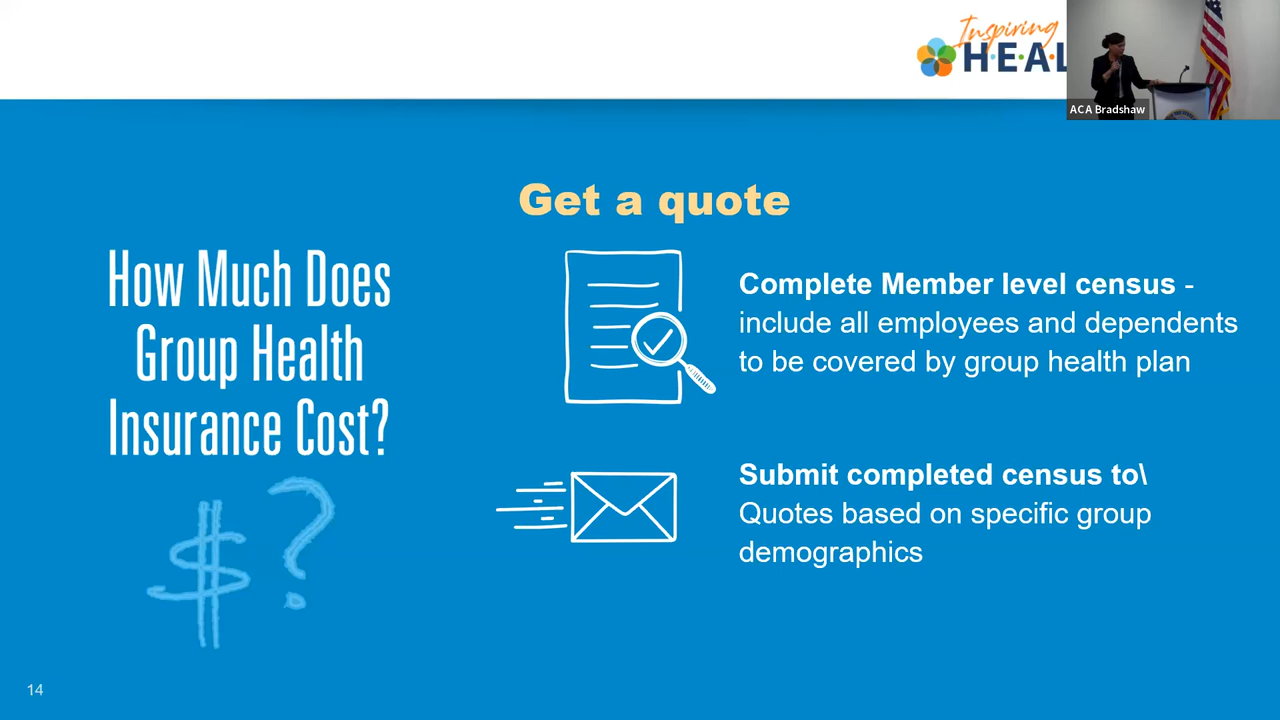 Inspiring
HEAL
ACA Bradshaw
Get a quote
How Much Does
Group Health
Insurance Cost?
$?
Complete Member level census -
include all employees and dependents
to be covered by group health plan
Submit completed census to\
Quotes based on specific group
demographics
14